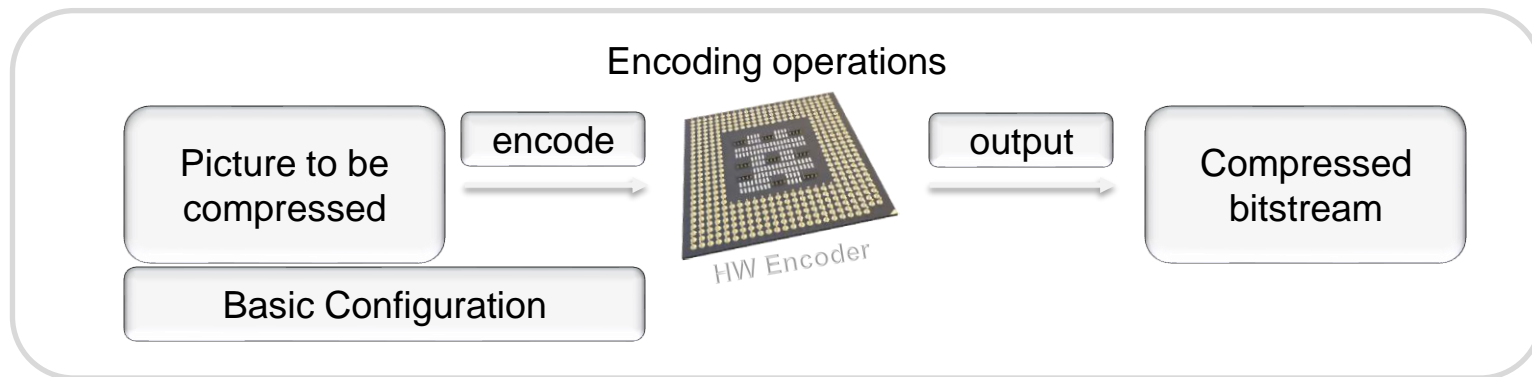 Encoding operations
Picture to be
compressed
encode
HW Encoder
output
Compressed
bitstream
Basic Configuration